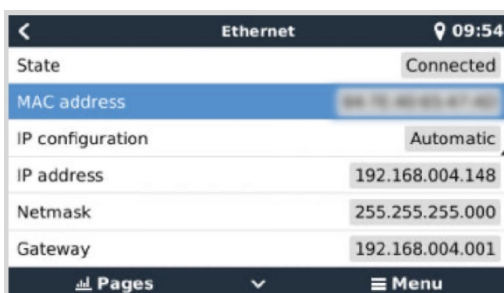 Ethernet 09:54
State Connected
MAC address
IP configuration Automatic
IP address 192.168.004.148
Netmask 255.255.255.000
Gateway 192.168.004.001
Pages Menu